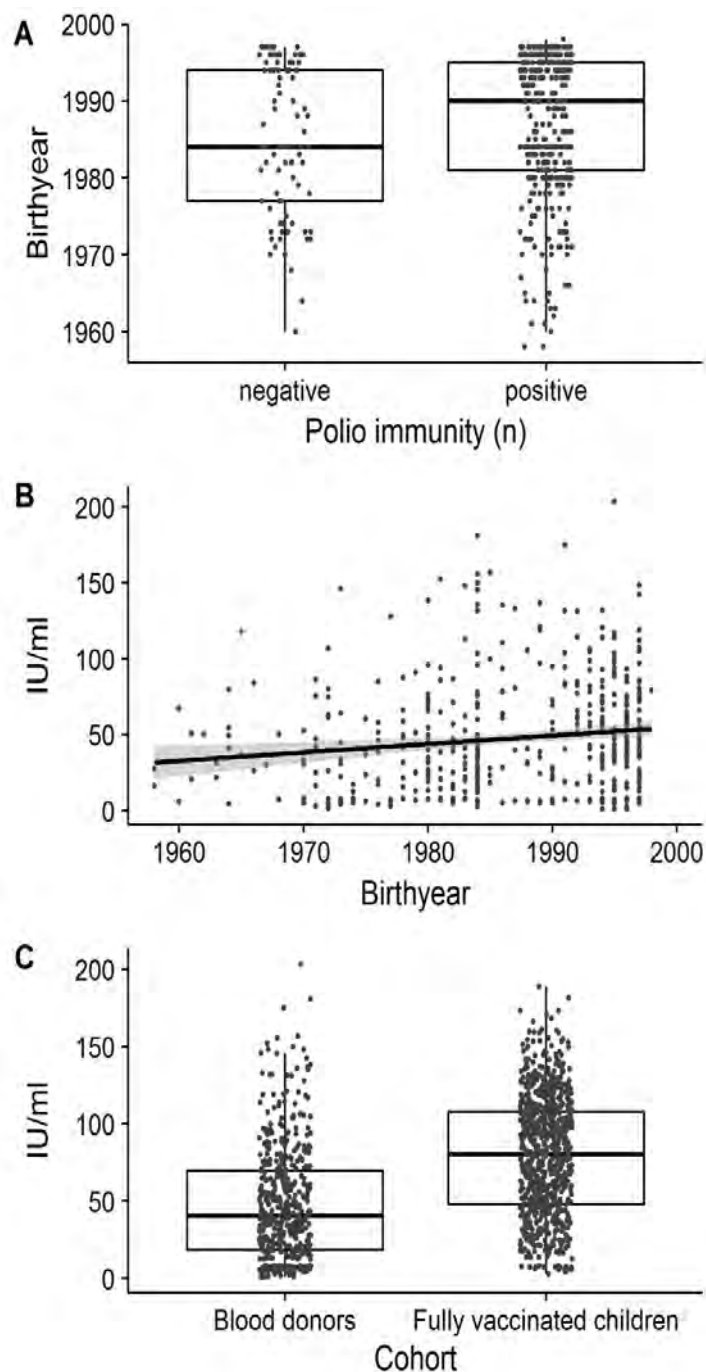 A
2000
1990
1980
1970
1960
Birthyear
negative positive
Polio immunity (n)
B
200
150
100
50
0
IU/ml
1960 1970 1980 1990 2000
Birthyear
C
200
150
100
50
0
IU/ml
Blood donors Fully vaccinated children
Cohort